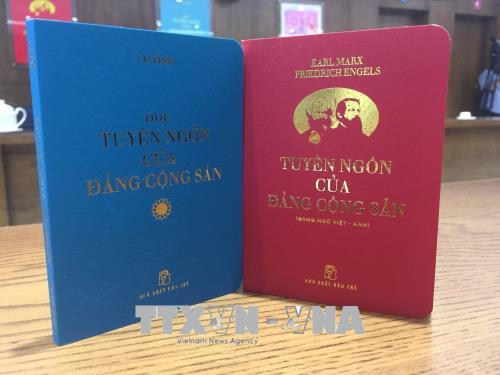 ĐỌC
TUYÊN NGÔN
CỦA
ĐẢNG CỘNG SẢN
NHÀ XUẤT BẢN TRẺ
KARL MARX
FRIEDRICH ENGELS
TUYÊN NGÔN
CỦA
ĐẢNG CỘNG SẢN
(SONG NGỮ VIỆT - ANH)
NHÀ XUẤT BẢN TRẺ
TTXVN - VNA
Vietnam News Agency